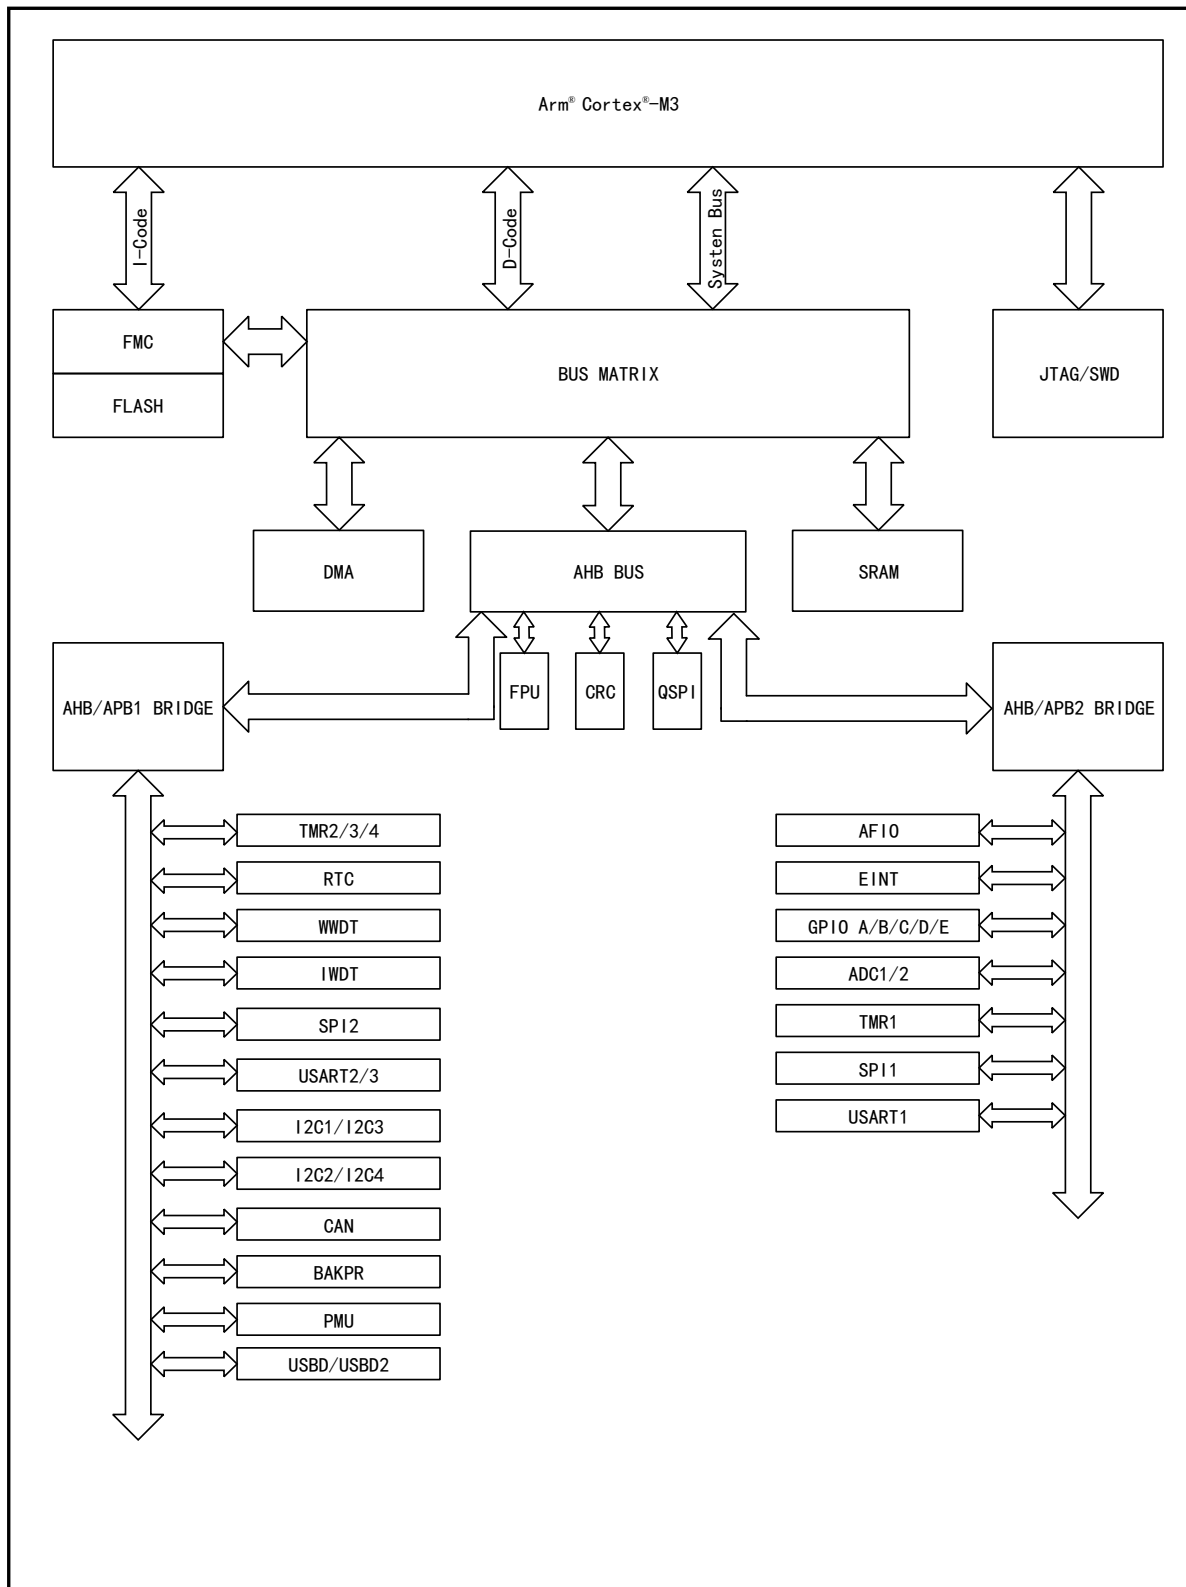 Arm® Cortex®-M3
I-Code
D-Code
Systen Bus
FMC
FLASH
BUS MATRIX
JTAG/SWD
DMA
AHB BUS
SRAM
AHB/APB1 BRIDGE
FPU
CRC
QSPI
AHB/APB2 BRIDGE
TMR2/3/4
RTC
WWDT
IWDT
SPI2
USART2/3
I2C1/I2C3
I2C2/I2C4
CAN
BAKPR
PMU
USBD/USBD2
AFIO
EINT
GPIO A/B/C/D/E
ADC1/2
TMR1
SPI1
USART1